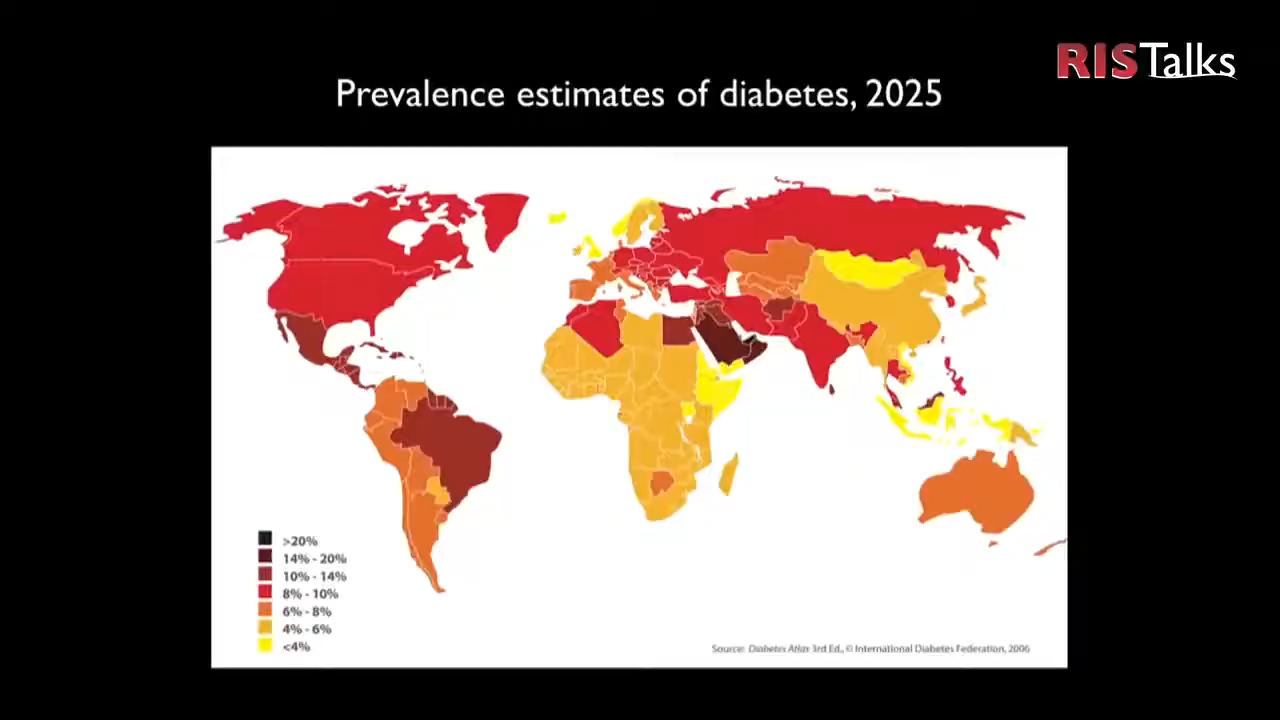 RISTalks
Prevalence estimates of diabetes, 2025
>20%
14% - 20%
10% - 14%
8% - 10%
6% - 8%
4% - 6%
<4%
Source: Diabetes Atlas 3rd Ed., © International Diabetes Federation, 2006